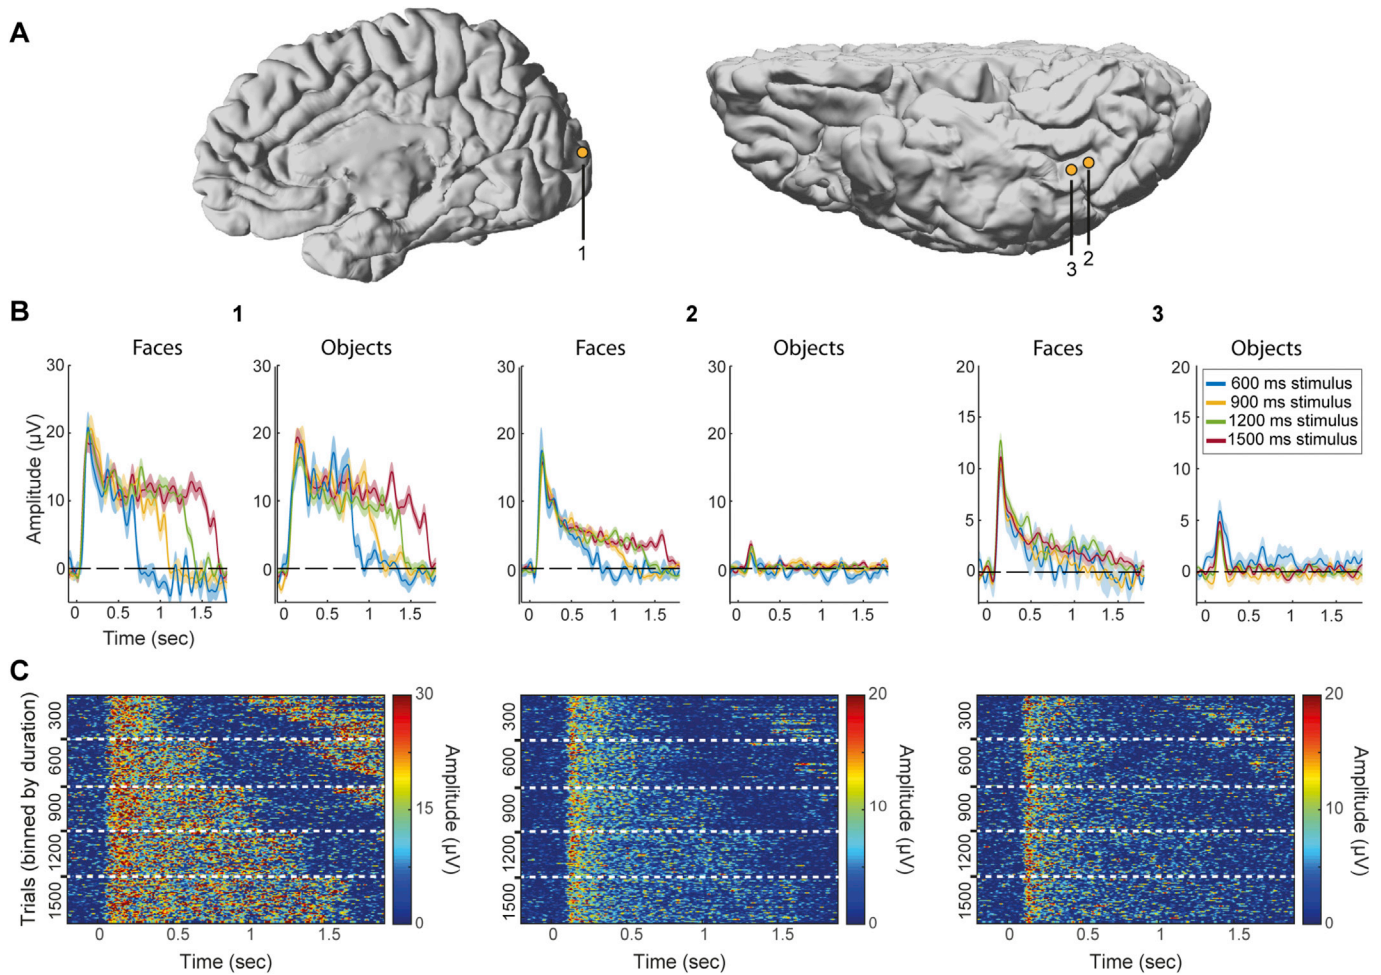 A
1
3
2
B
1
2
3
Faces
Objects
Faces
Objects
Faces
Objects
600 ms stimulus
900 ms stimulus
1200 ms stimulus
1500 ms stimulus
Amplitude (µV)
30
20
10
0
0 0.5 1 1.5
Time (sec)
30
20
10
0
0 0.5 1 1.5
30
20
10
0
0 0.5 1 1.5
30
20
10
0
0 0.5 1 1.5
20
15
10
5
0
0 0.5 1 1.5
20
15
10
5
0
0 0.5 1 1.5
C
Trials (binned by duration)
300
600
900
1200
1500
0 0.5 1 1.5
Time (sec)
30
15
0
Amplitude (µV)
300
600
900
1200
1500
0 0.5 1 1.5
Time (sec)
20
10
0
Amplitude (µV)
300
600
900
1200
1500
0 0.5 1 1.5
Time (sec)
20
10
0
Amplitude (µV)